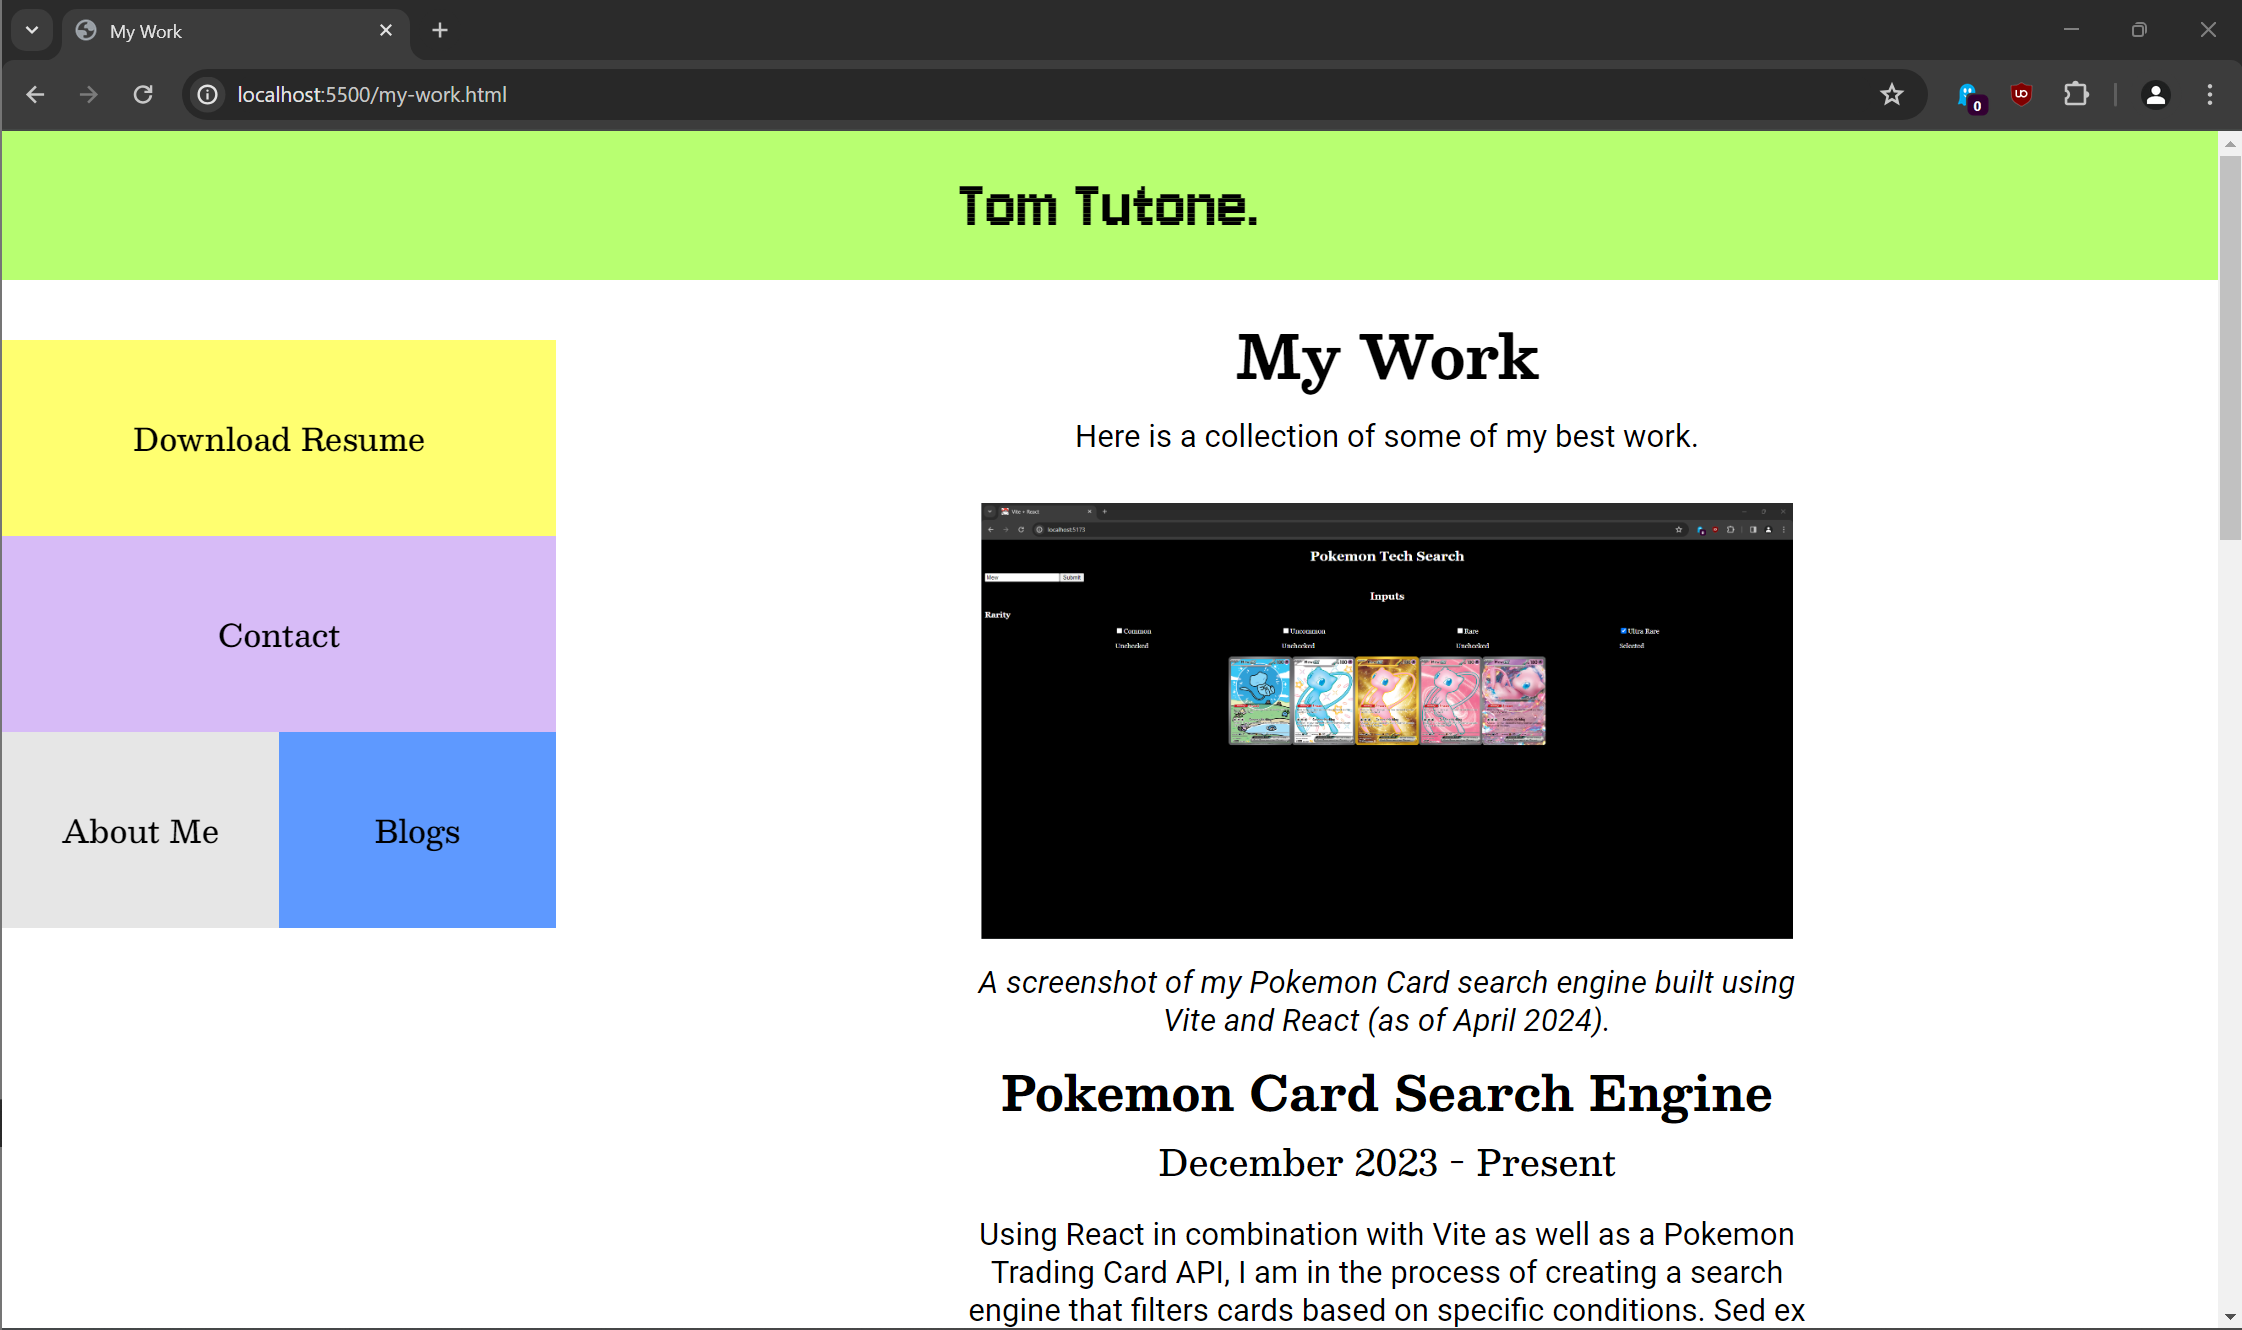 My Work
localhost:5500/my-work.html
0
Tom Tutone.
Download Resume
Contact
About Me
Blogs
My Work
Here is a collection of some of my best work.
Vite + React
localhost:5173
Pokemon Tech Search
Mew
Submit
Inputs
Rarity
Common
Uncommon
Rare
Ultra Rare
Unchecked
Unchecked
Unchecked
Selected
A screenshot of my Pokemon Card search engine built using
Vite and React (as of April 2024).
Pokemon Card Search Engine
December 2023 - Present
Using React in combination with Vite as well as a Pokemon
Trading Card API, I am in the process of creating a search
engine that filters cards based on specific conditions. Sed ex